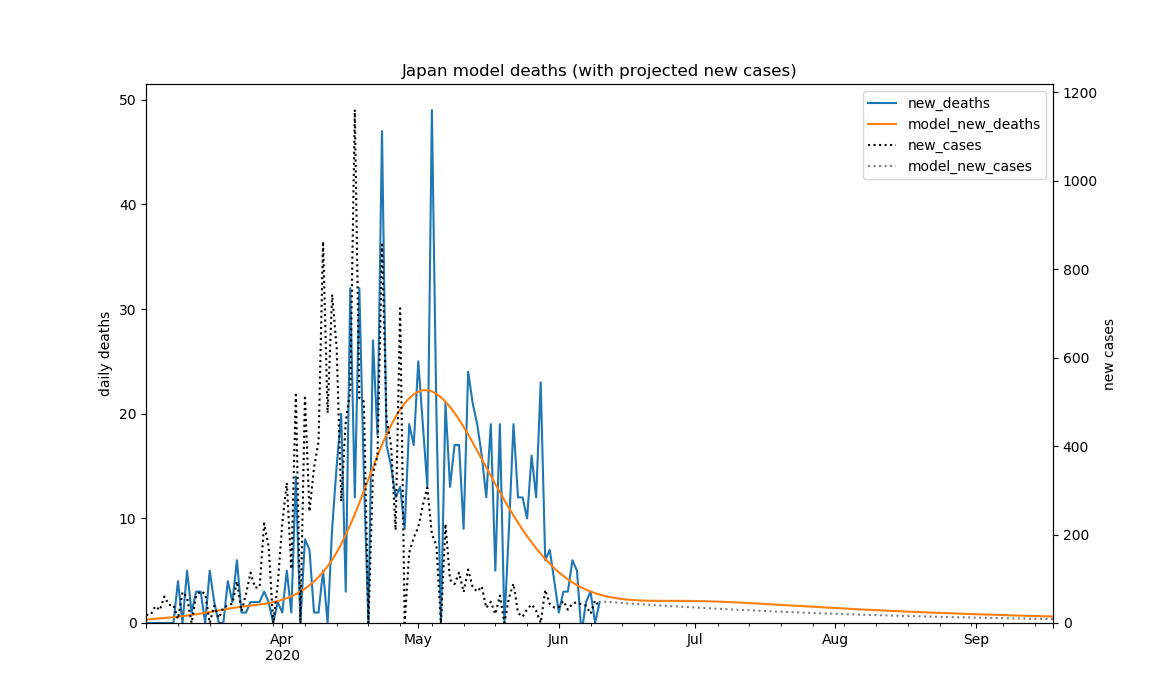 Japan model deaths (with projected new cases)
new_deaths
model_new_deaths
new_cases
model_new_cases
daily deaths
new cases
50
40
30
20
10
0
1200
1000
800
600
400
200
0
Apr
2020
May
Jun
Jul
Aug
Sep